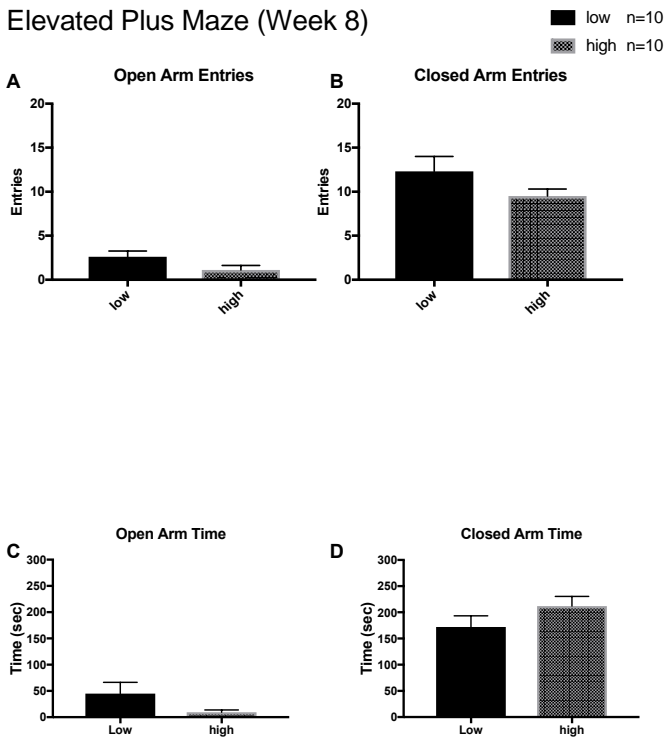 Elevated Plus Maze (Week 8)
low n=10
high n=10
A
Open Arm Entries
Entries
20
15
10
5
0
low
high
B
Closed Arm Entries
Entries
20
15
10
5
0
low
high
C
Open Arm Time
Time (sec)
300
250
200
150
100
50
0
Low
high
D
Closed Arm Time
Time (sec)
300
250
200
150
100
50
0
Low
high